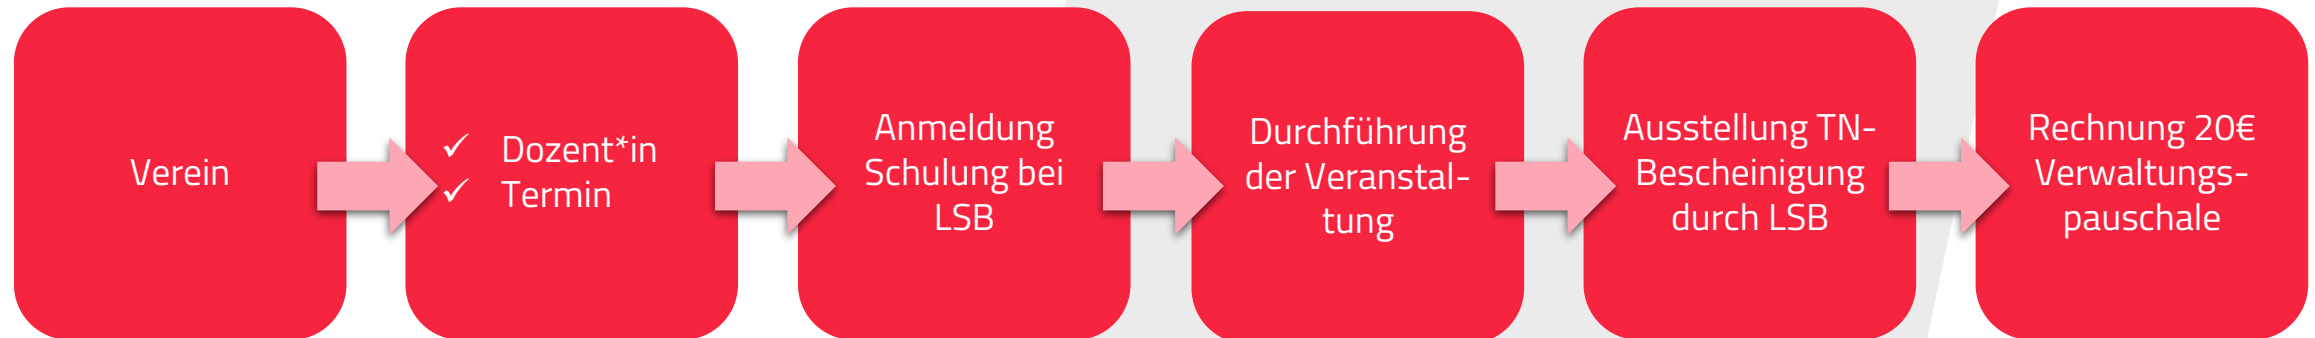 Verein
✓ Dozent*in
✓ Termin
Anmeldung
Schulung bei
LSB
Durchführung
der Veranstal-
tung
Ausstellung TN-
Bescheinigung
durch LSB
Rechnung 20€
Verwaltungs-
pauschale